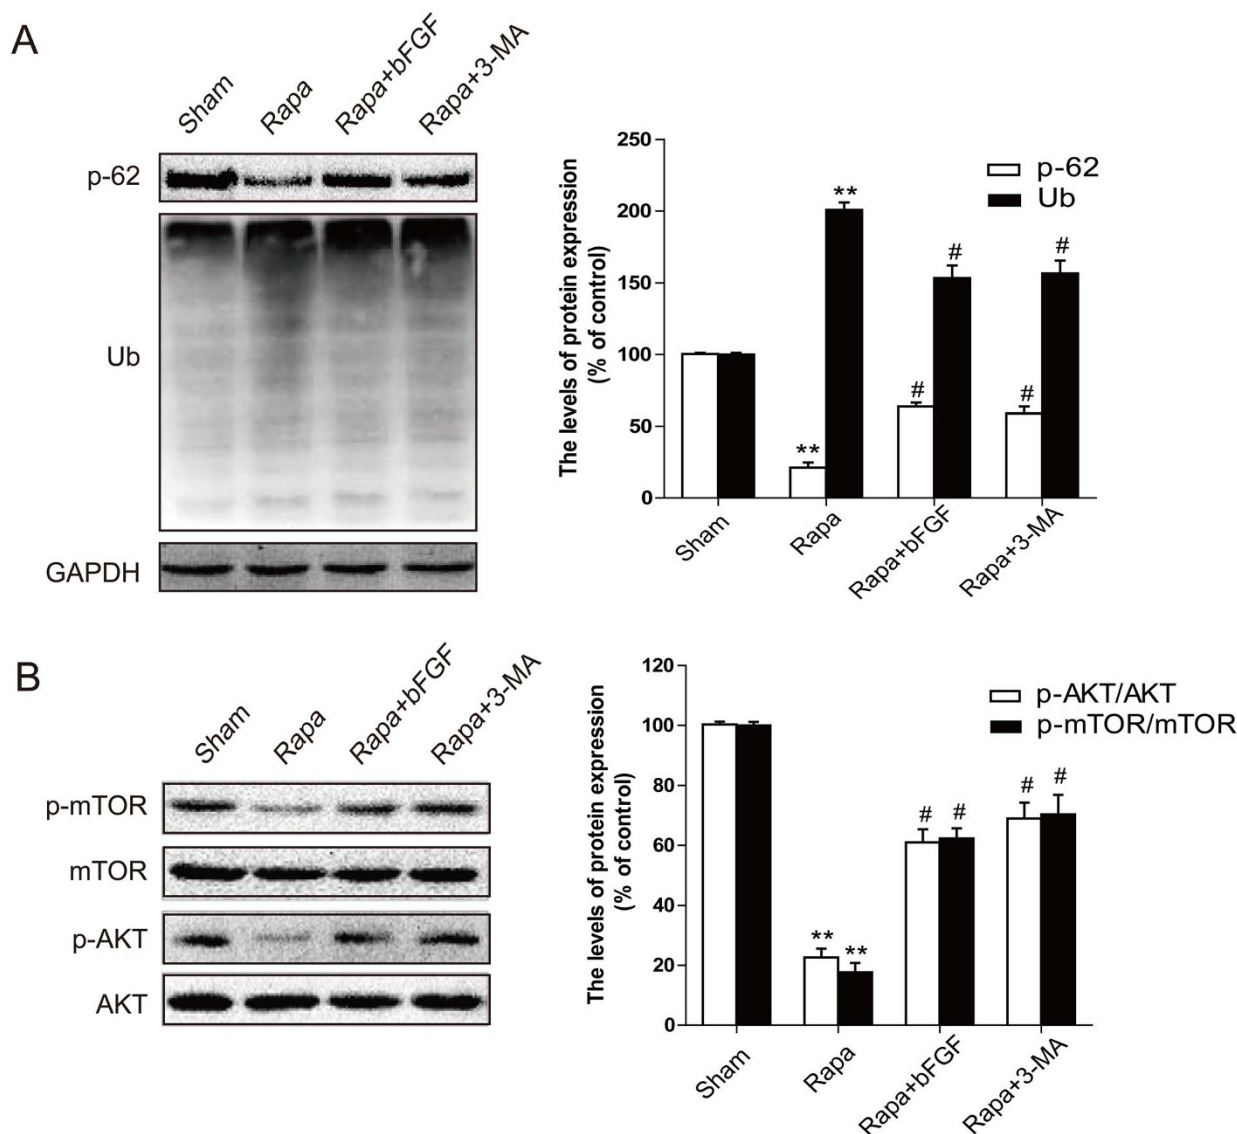 A
Sham
Rapa
Rapa+bFGF
Rapa+3-MA
p-62
Ub
GAPDH
The levels of protein expression
(% of control)
250
200
150
100
50
0
p-62
Ub
**
**
#
#
#
#
Sham
Rapa
Rapa+bFGF
Rapa+3-MA
B
Sham
Rapa
Rapa+bFGF
Rapa+3-MA
p-mTOR
mTOR
p-AKT
AKT
The levels of protein expression
(% of control)
120
100
80
60
40
20
0
p-AKT/AKT
p-mTOR/mTOR
**
**
#
#
#
#
Sham
Rapa
Rapa+bFGF
Rapa+3-MA